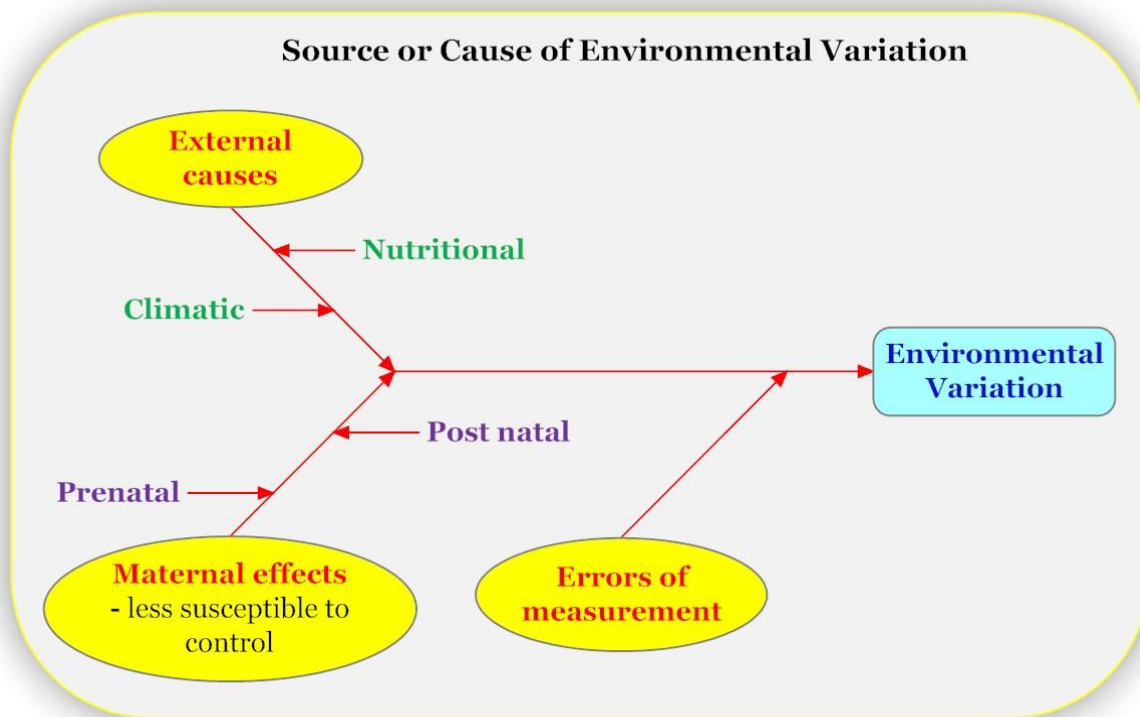 Source or Cause of Environmental Variation
External
causes
Nutritional
Climatic
Environmental
Variation
Post natal
Prenatal
Maternal effects
- less susceptible to
control
Errors of
measurement